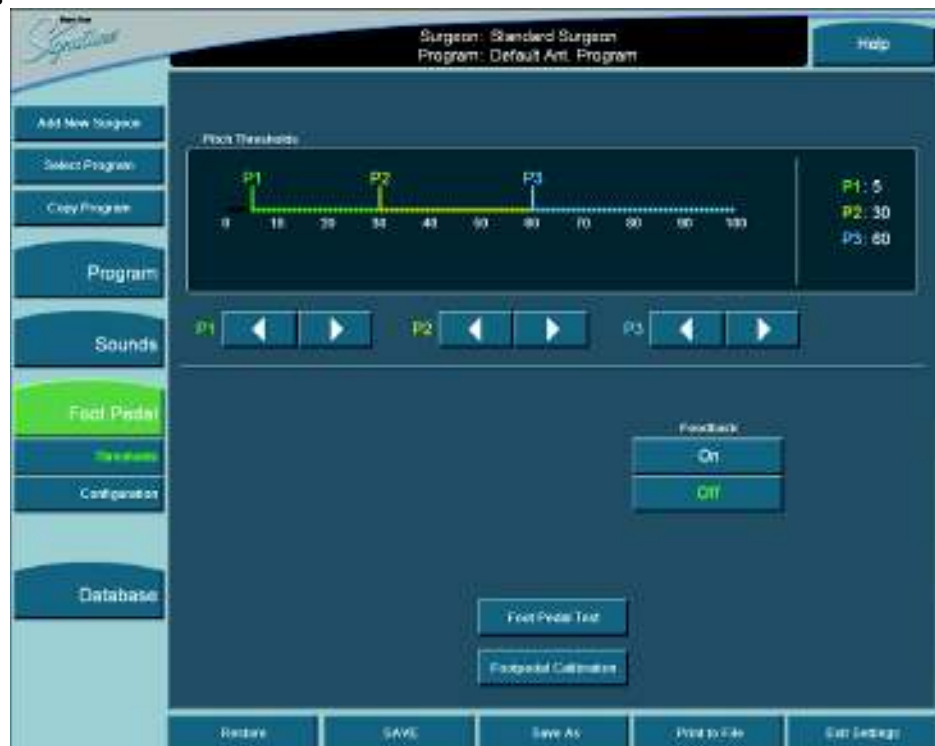 Signature
Surgeon: Standard Surgeon
Program: Default Ant. Program
Help
Add New Surgeon
Select Program
Copy Program
Program
Sounds
Foot Pedal
Thresholds
Configuration
Database
Pitch Thresholds
P1 P2 P3
0 10 20 30 40 50 60 70 80 90 100
P1: 5
P2: 30
P3: 60
P1 P2 P3
Feedback
On
Off
Foot Pedal Test
Footpedal Calibration
Restore SAVE Save As Print to File Exit Settings